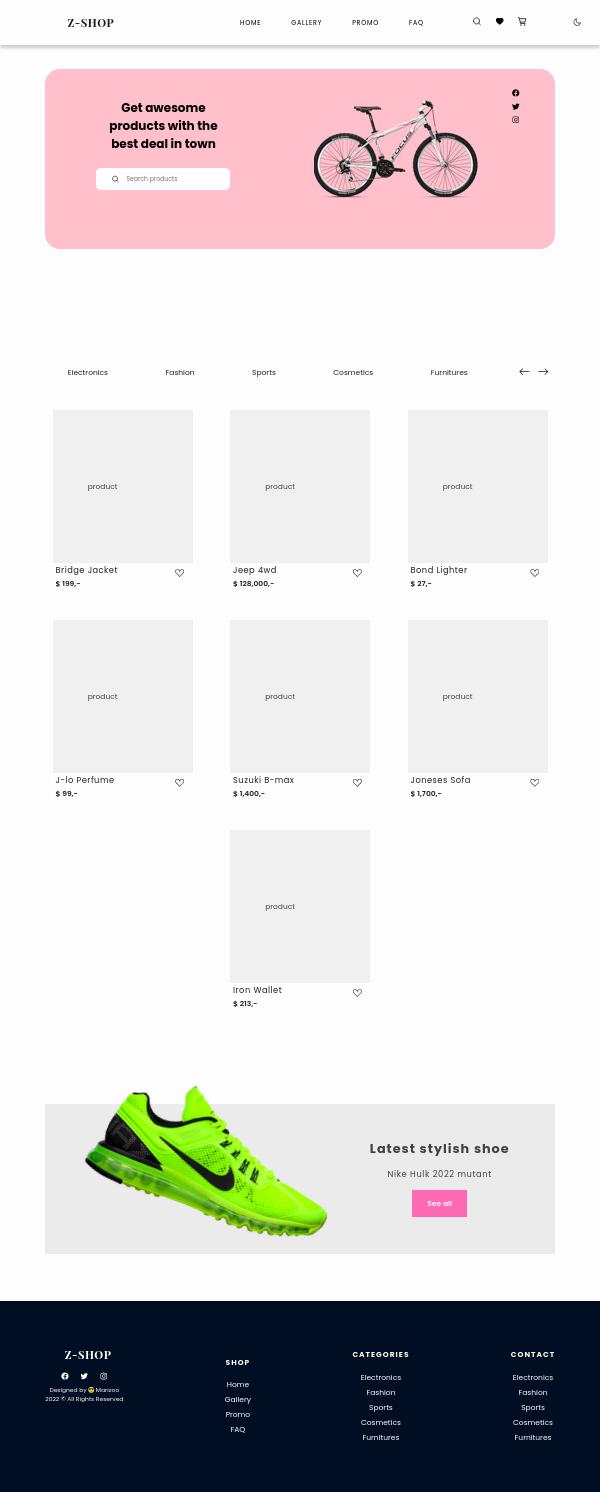 Z-SHOP
HOME GALLERY PROMO FAQ
Get awesome
products with the
best deal in town
Search products
FOCUS
Electronics Fashion Sports Cosmetics Furnitures
product product product
Bridge Jacket Jeep 4wd Bond Lighter
$ 199,- $ 128,000,- $ 27,-
product product product
J-lo Perfume Suzuki B-max Joneses Sofa
$ 99,- $ 1,400,- $ 1,700,-
product
Iron Wallet
$ 213,-
Latest stylish shoe
Nike Hulk 2022 mutant
See all
Z-SHOP
Designed by 😎 Marizoo
2022 © All Rights Reserved
SHOP
Home
Gallery
Promo
FAQ
CATEGORIES
Electronics
Fashion
Sports
Cosmetics
Furnitures
CONTACT
Electronics
Fashion
Sports
Cosmetics
Furnitures